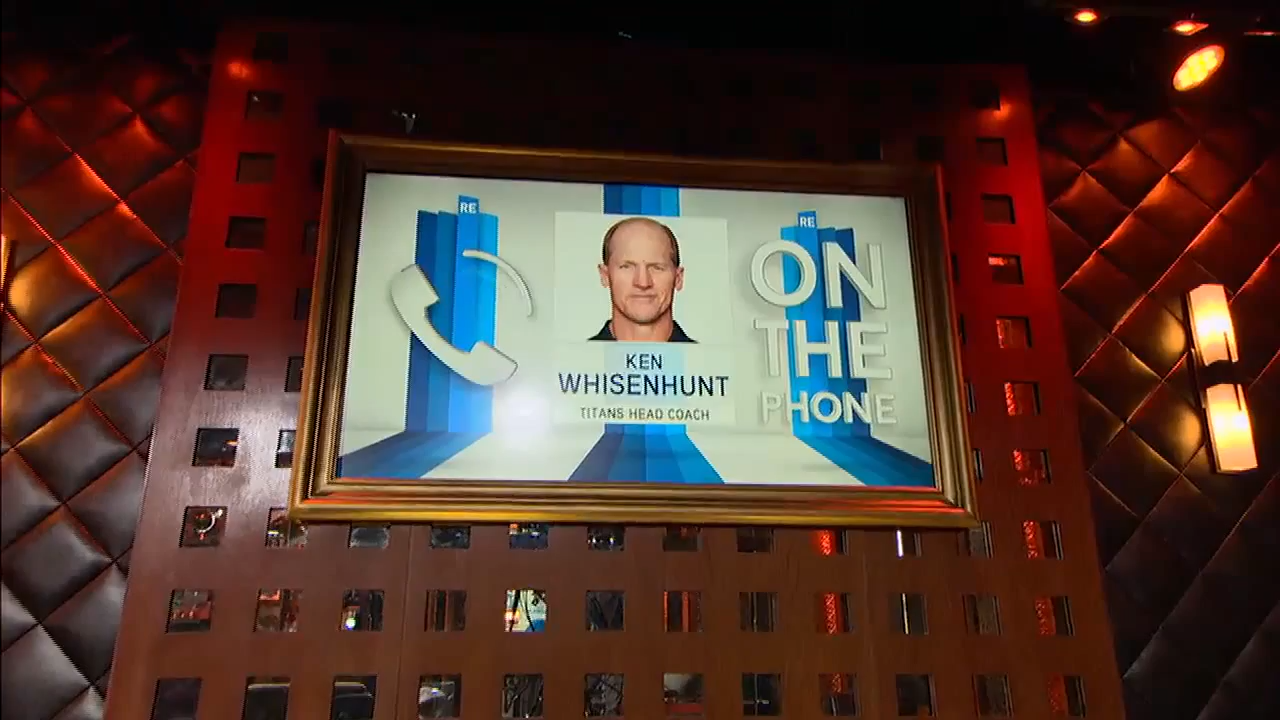 RE
RE
KEN
WHISENHUNT
TITANS HEAD COACH
ON
THE
PHONE